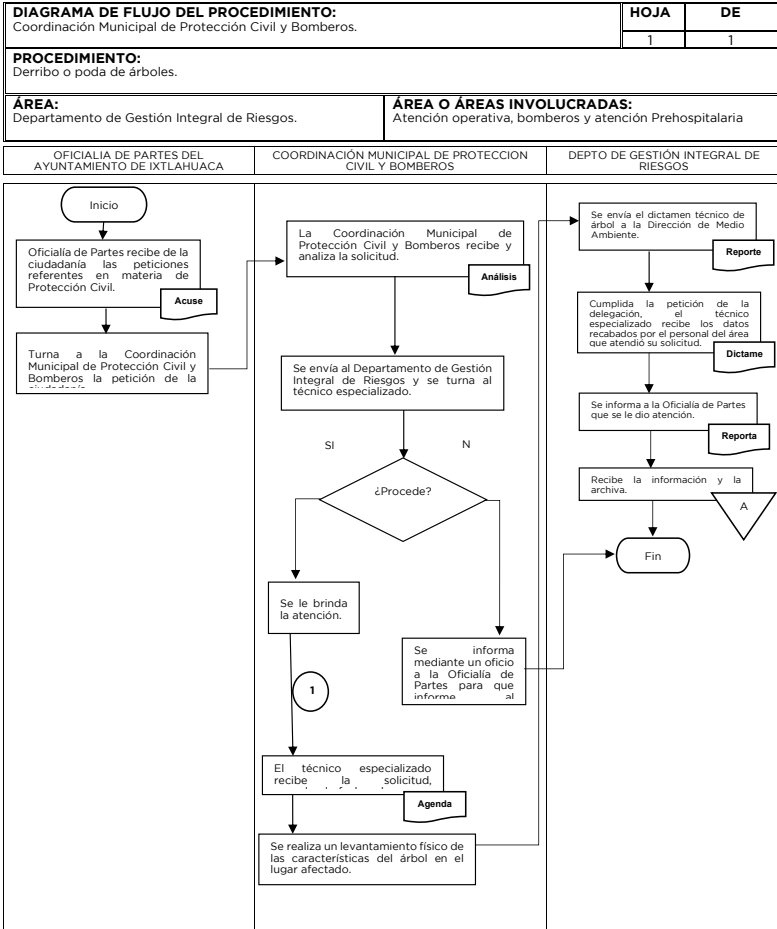 DIAGRAMA DE FLUJO DEL PROCEDIMIENTO:
Coordinación Municipal de Protección Civil y Bomberos.
HOJA
DE
1
1
PROCEDIMIENTO:
Derribo o poda de árboles.
ÁREA:
Departamento de Gestión Integral de Riesgos.
ÁREA O ÁREAS INVOLUCRADAS:
Atención operativa, bomberos y atención Prehospitalaria
OFICIALIA DE PARTES DEL
AYUNTAMIENTO DE IXTLAHUACA
COORDINACIÓN MUNICIPAL DE PROTECCION
CIVIL Y BOMBEROS
DEPTO DE GESTIÓN INTEGRAL DE
RIESGOS
Inicio
Oficialía de Partes recibe de la
ciudadanía las peticiones
referentes en materia de
Protección Civil.
Acuse
Turna a la Coordinación
Municipal de Protección Civil y
Bomberos la petición de la
La Coordinación Municipal de
Protección Civil y Bomberos recibe y
analiza la solicitud.
Análisis
Se envía al Departamento de Gestión
Integral de Riesgos y se turna al
técnico especializado.
SI
N
¿Procede?
Se le brinda
la atención.
1
Se informa
mediante un oficio
a la Oficialía de
Partes para que
informe al
El técnico especializado
recibe la solicitud,
Agenda
Se realiza un levantamiento físico de
las características del árbol en el
lugar afectado.
Se envía el dictamen técnico de
árbol a la Dirección de Medio
Ambiente.
Reporte
Cumplida la petición de la
delegación, el técnico
especializado recibe los datos
recabados por el personal del área
que atendió su solicitud.
Dictame
Se informa a la Oficialía de Partes
que se le dio atención.
Reporta
Recibe la información y la
archiva.
A
Fin